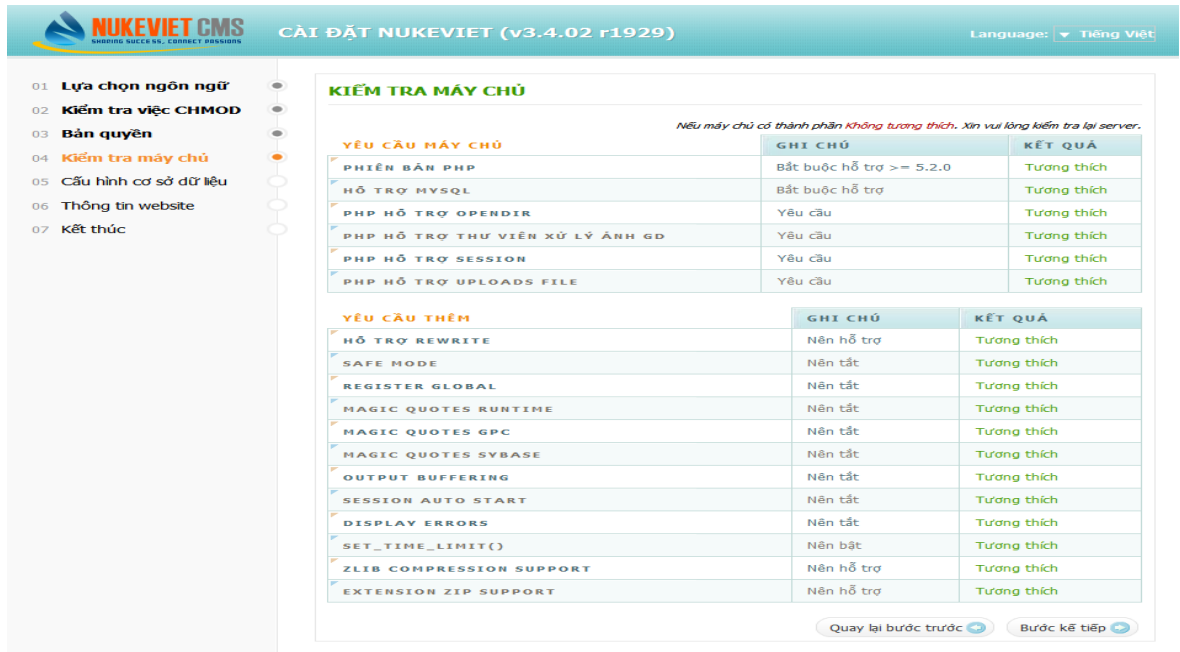 NUKEVIET CMS
SHARING SUCCESS, CONNECT PASSIONS
CÀI ĐẶT NUKEVIET (v3.4.02 r1929)
Language: Tiếng Việt
01 Lựa chọn ngôn ngữ
02 Kiểm tra việc CHMOD
03 Bản quyền
04 Kiểm tra máy chủ
05 Cấu hình cơ sở dữ liệu
06 Thông tin website
07 Kết thúc
KIỂM TRA MÁY CHỦ
Nếu máy chủ có thành phần Không tương thích. Xin vui lòng kiểm tra lại server.
YÊU CẦU MÁY CHỦ GHI CHÚ KẾT QUẢ
PHIÊN BẢN PHP Bắt buộc hỗ trợ >= 5.2.0 Tương thích
HỖ TRỢ MYSQL Bắt buộc hỗ trợ Tương thích
PHP HỖ TRỢ OPENDIR Yêu cầu Tương thích
PHP HỖ TRỢ THƯ VIỆN XỬ LÝ ẢNH GD Yêu cầu Tương thích
PHP HỖ TRỢ SESSION Yêu cầu Tương thích
PHP HỖ TRỢ UPLOADS FILE Yêu cầu Tương thích
YÊU CẦU THÊM GHI CHÚ KẾT QUẢ
HỖ TRỢ REWRITE Nên hỗ trợ Tương thích
SAFE MODE Nên tắt Tương thích
REGISTER GLOBAL Nên tắt Tương thích
MAGIC QUOTES RUNTIME Nên tắt Tương thích
MAGIC QUOTES GPC Nên tắt Tương thích
MAGIC QUOTES SYBASE Nên tắt Tương thích
OUTPUT BUFFERING Nên tắt Tương thích
SESSION AUTO START Nên tắt Tương thích
DISPLAY ERRORS Nên tắt Tương thích
SET_TIME_LIMIT() Nên bật Tương thích
ZLIB COMPRESSION SUPPORT Nên hỗ trợ Tương thích
EXTENSION ZIP SUPPORT Nên hỗ trợ Tương thích
Quay lại bước trước Bước kế tiếp